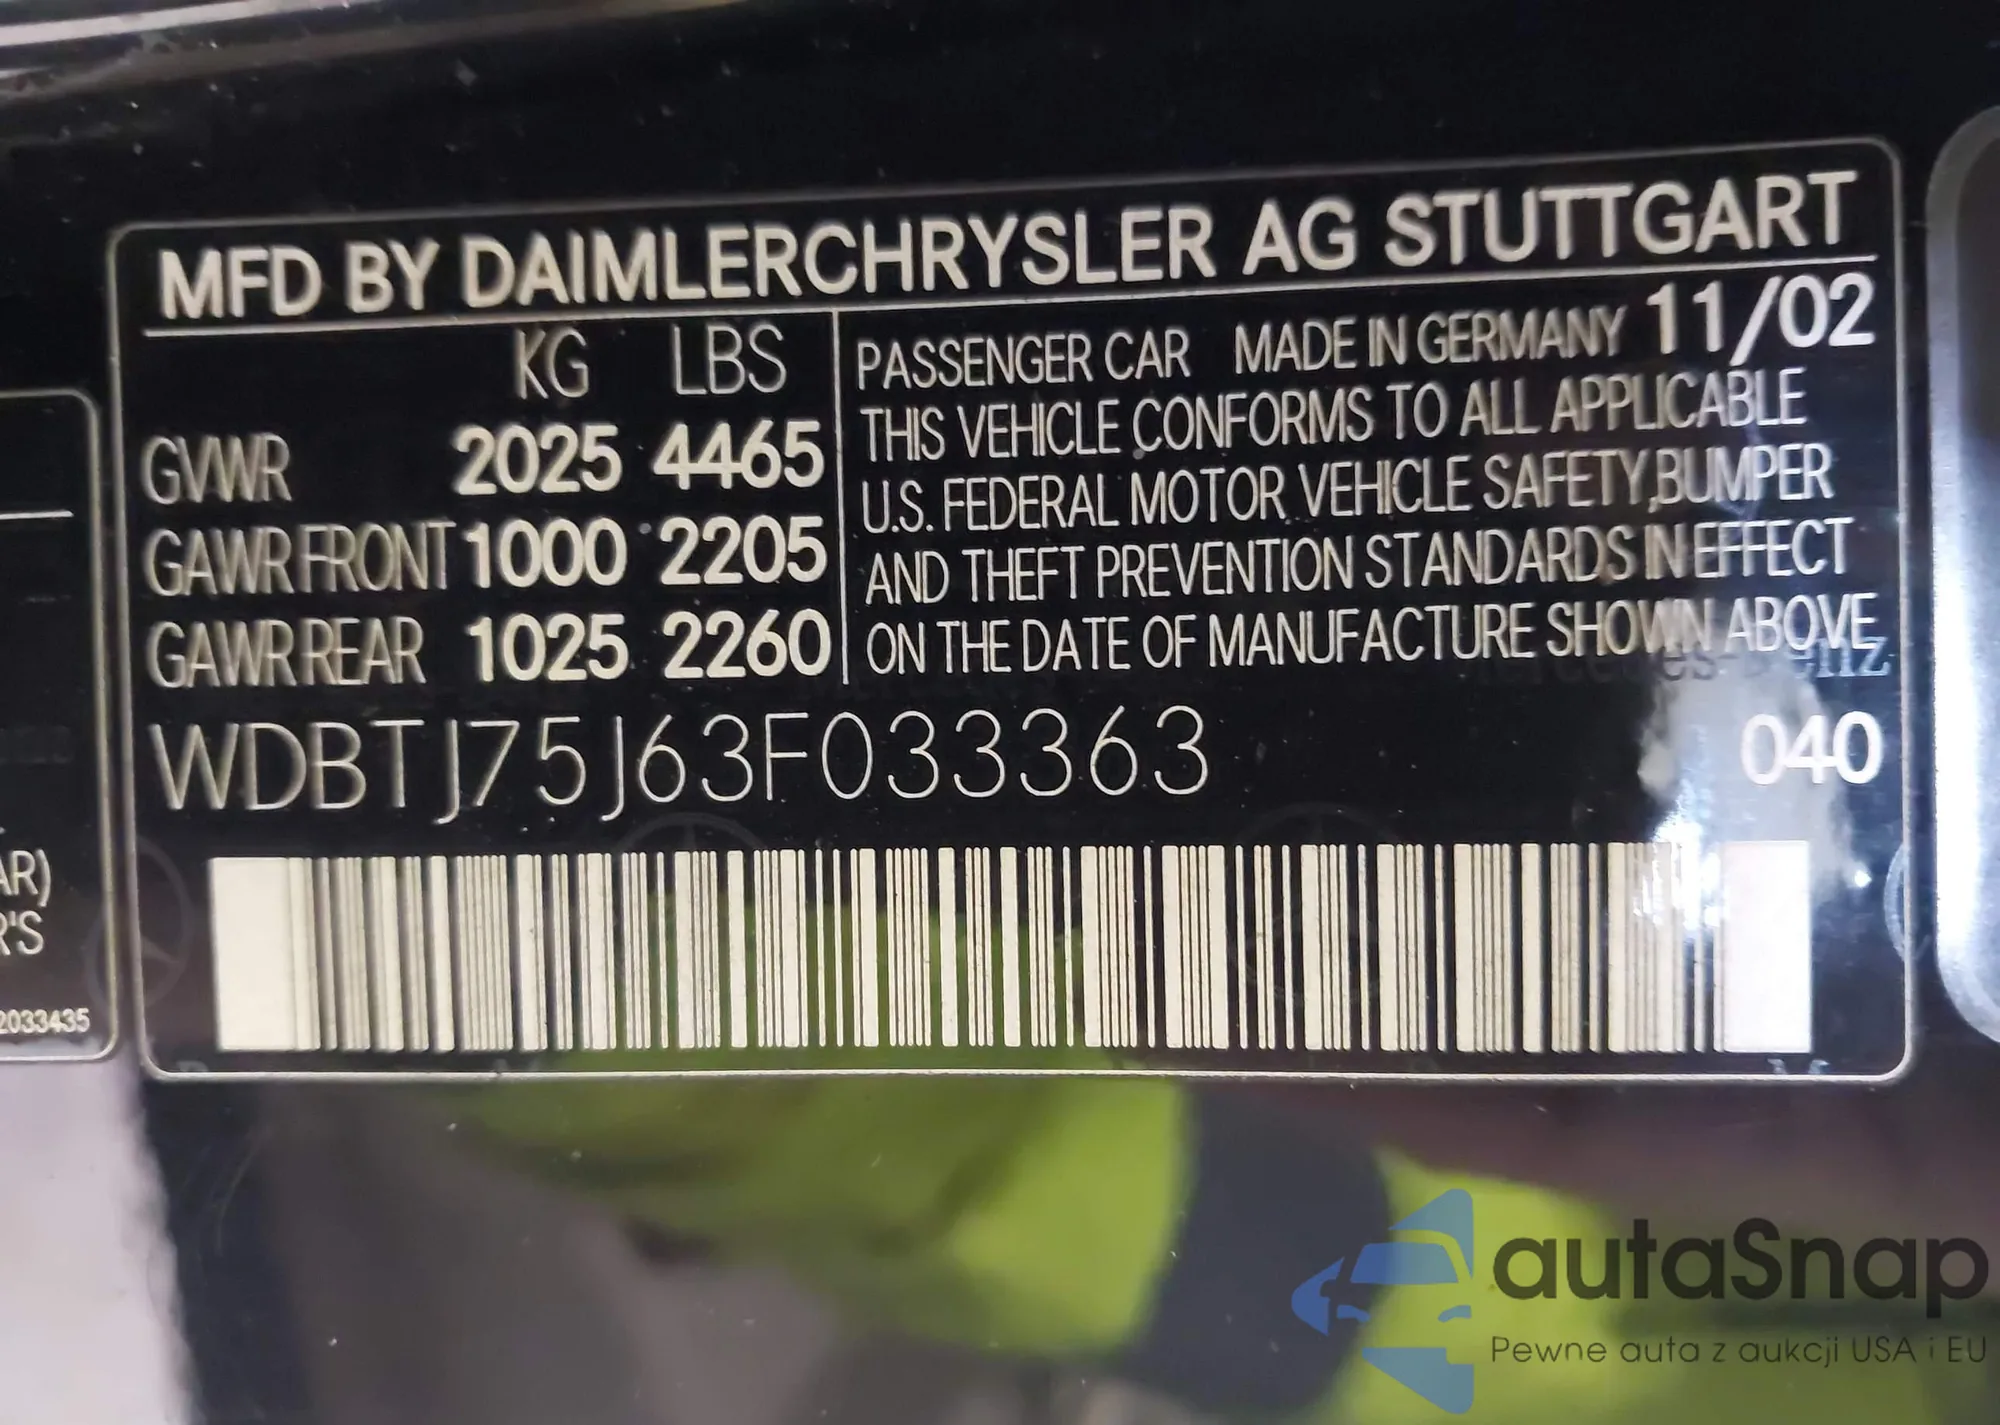 MFD BY DAIMLERCHRYSLER AG STUTTGART
KG LBS
GVWR 2025 4465
GAWR FRONT 1000 2205
GAWR REAR 1025 2260
PASSENGER CAR MADE IN GERMANY 11/02
THIS VEHICLE CONFORMS TO ALL APPLICABLE
U.S. FEDERAL MOTOR VEHICLE SAFETY,BUMPER
AND THEFT PREVENTION STANDARDS IN EFFECT
ON THE DATE OF MANUFACTURE SHOWN ABOVE
WDBTJ75J63F033363 040
AR)
R'S
2033435
autaSnap
Pewne auta z aukcji USA i EU